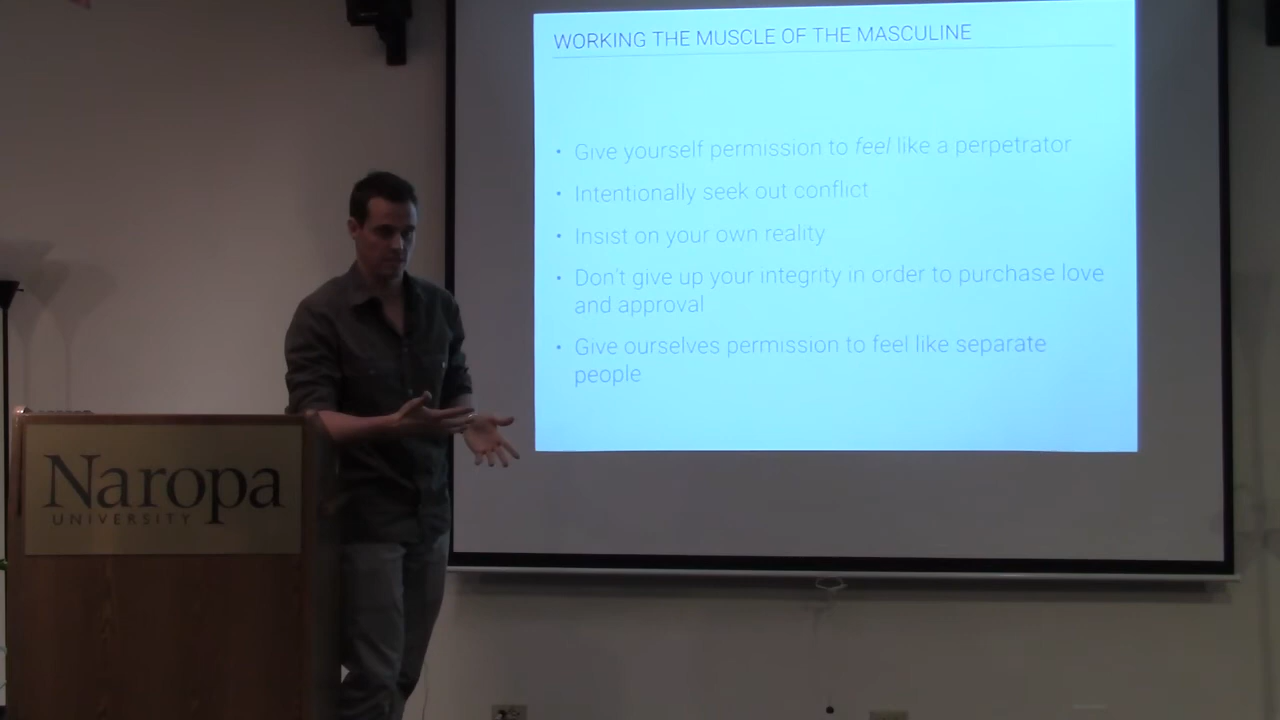 WORKING THE MUSCLE OF THE MASCULINE
• Give yourself permission to feel like a perpetrator
• Intentionally seek out conflict
• Insist on your own reality
• Don't give up your integrity in order to purchase love
and approval
• Give ourselves permission to feel like separate
people
Naropa
UNIVERSITY